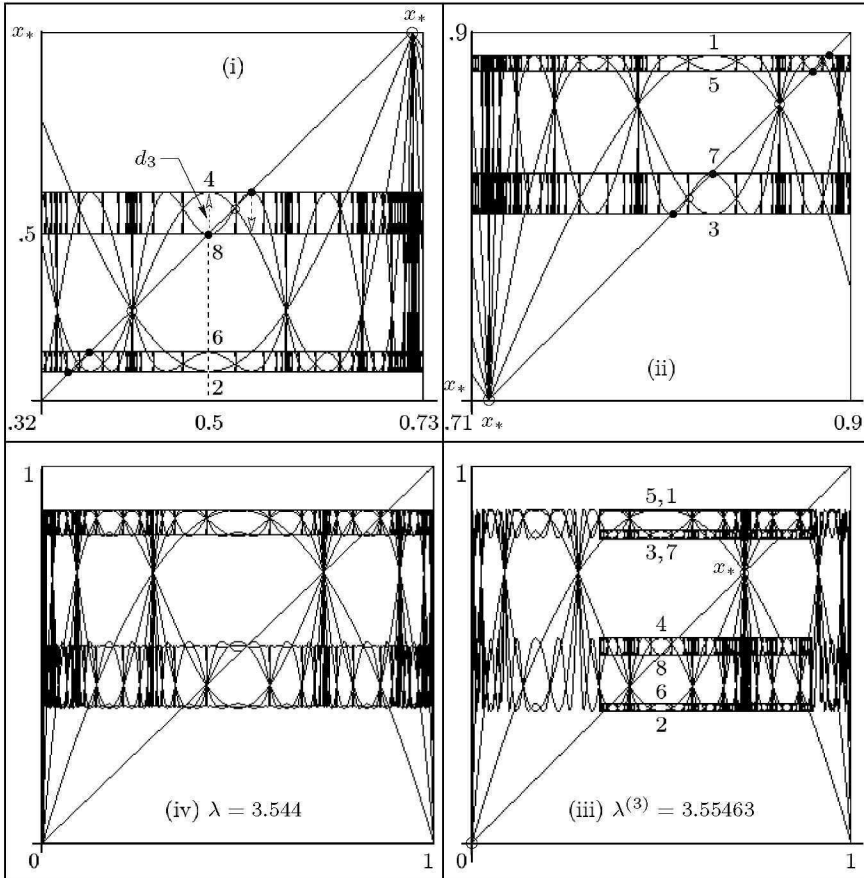 x*
x*
(i)
d3
4
.5
8
6
2
.32
0.5
0.73
.9
1
5
7
3
(ii)
x*
.71
x*
0.9
1
(iv) λ = 3.544
0
1
1
5,1
3,7
x*
4
8
6
2
(iii) λ(3) = 3.55463
0
1